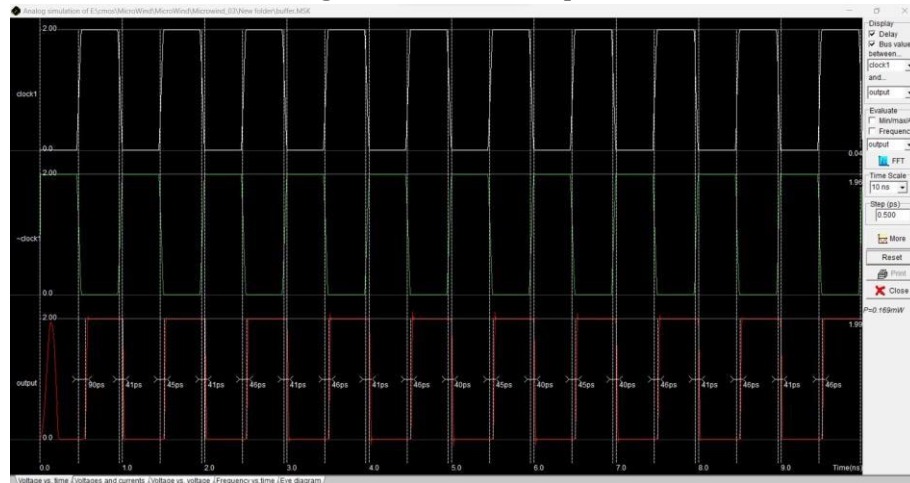 Analog simulation of E:\cmos\MicroWind\MicroWind\Microwind_03\New folder\buffer.MSK
Display
Delay
Bus value
between...
clock1
and...
output
Evaluate
Min/max/A
Frequenc
output
FFT
Time Scale
10 ns
Step (ps)
0.500
More
Reset
Print
Close
P=0.169mW
2.00
clock1
0.0
0.04
2.00
1.96
~clock1
0.0
2.00
1.99
output
90ps 41ps 45ps 41ps 46ps 41ps 46ps 41ps 46ps 40ps 45ps 40ps 46ps 40ps 46ps 41ps 46ps 41ps 46ps
0.0
0.0 1.0 2.0 3.0 4.0 5.0 6.0 7.0 8.0 9.0 Time(ns)
Voltage vs. time Voltages and currents Voltage vs. voltage Frequency vs.time Eye diagram